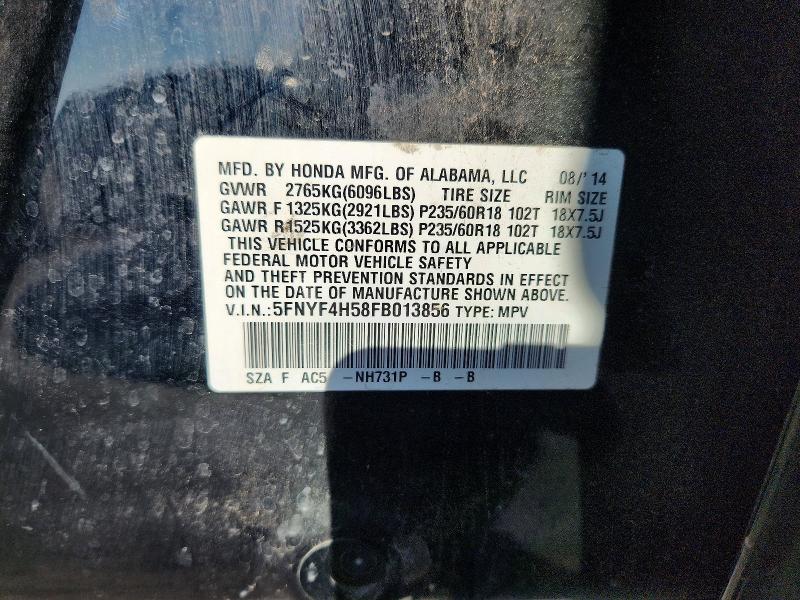 MFD. BY HONDA MFG. OF ALABAMA, LLC 08/'14
GVWR 2765KG(6096LBS) TIRE SIZE RIM SIZE
GAWR F 1325KG(2921LBS) P235/60R18 102T 18X7.5J
GAWR R 1525KG(3362LBS) P235/60R18 102T 18X7.5J
THIS VEHICLE CONFORMS TO ALL APPLICABLE
FEDERAL MOTOR VEHICLE SAFETY
AND THEFT PREVENTION STANDARDS IN EFFECT
ON THE DATE OF MANUFACTURE SHOWN ABOVE.
V.I.N.:5FNYF4H58FB013856 TYPE: MPV
SZA F AC5 -NH731P -B -B